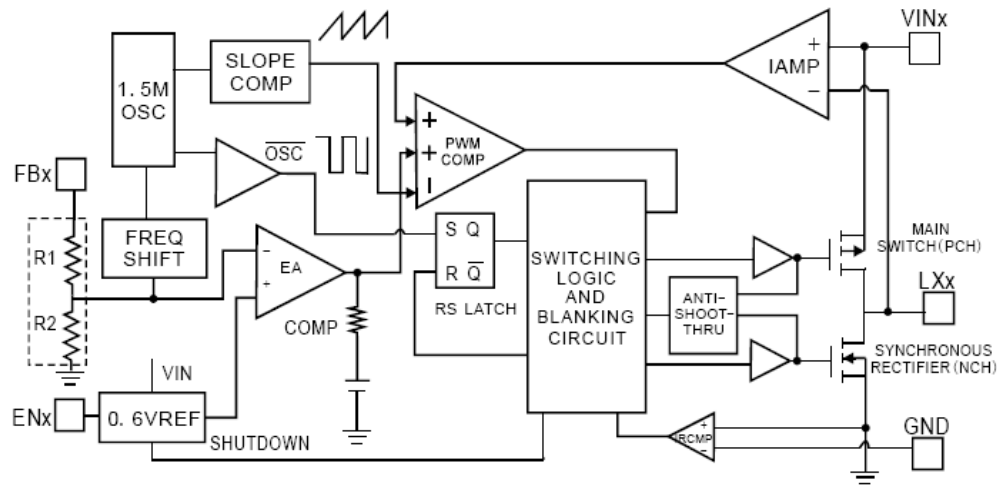 1.5M
OSC
SLOPE
COMP
IAMP
+
−
VINx
OSC
+
+
−
PWM
COMP
FBx
R1
R2
FREQ
SHIFT
−
+
EA
COMP
S Q
R Q
RS LATCH
SWITCHING
LOGIC
AND
BLANKING
CIRCUIT
ANTI-
SHOOT-
THRU
MAIN
SWITCH(PCH)
LXx
SYNCHRONOUS
RECTIFIER(NCH)
VIN
ENx
0.6VREF
SHUTDOWN
IRCMP
+
−
GND